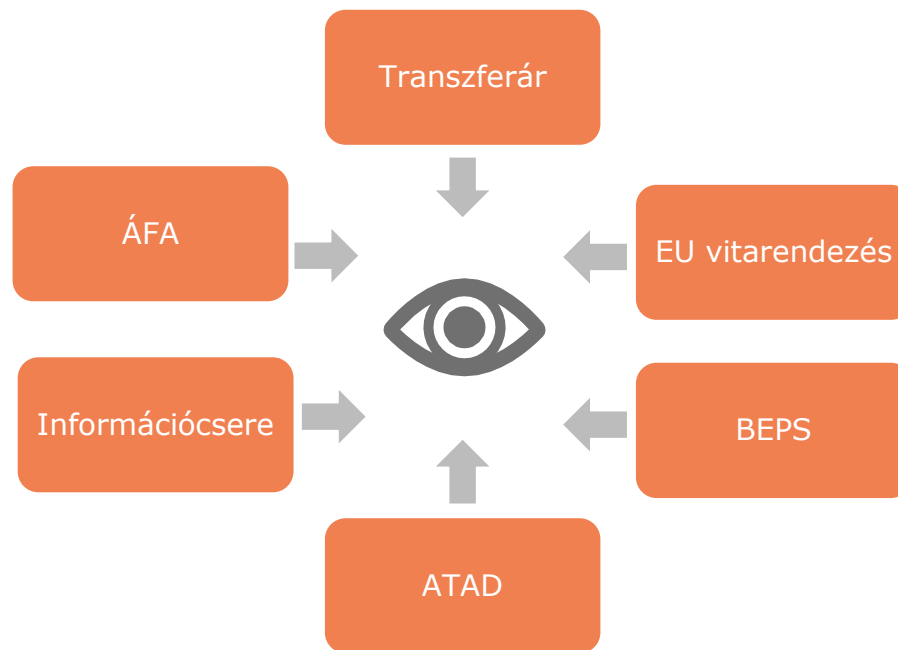 Transzferár
ÁFA
EU vitarendezés
Információcsere
BEPS
ATAD